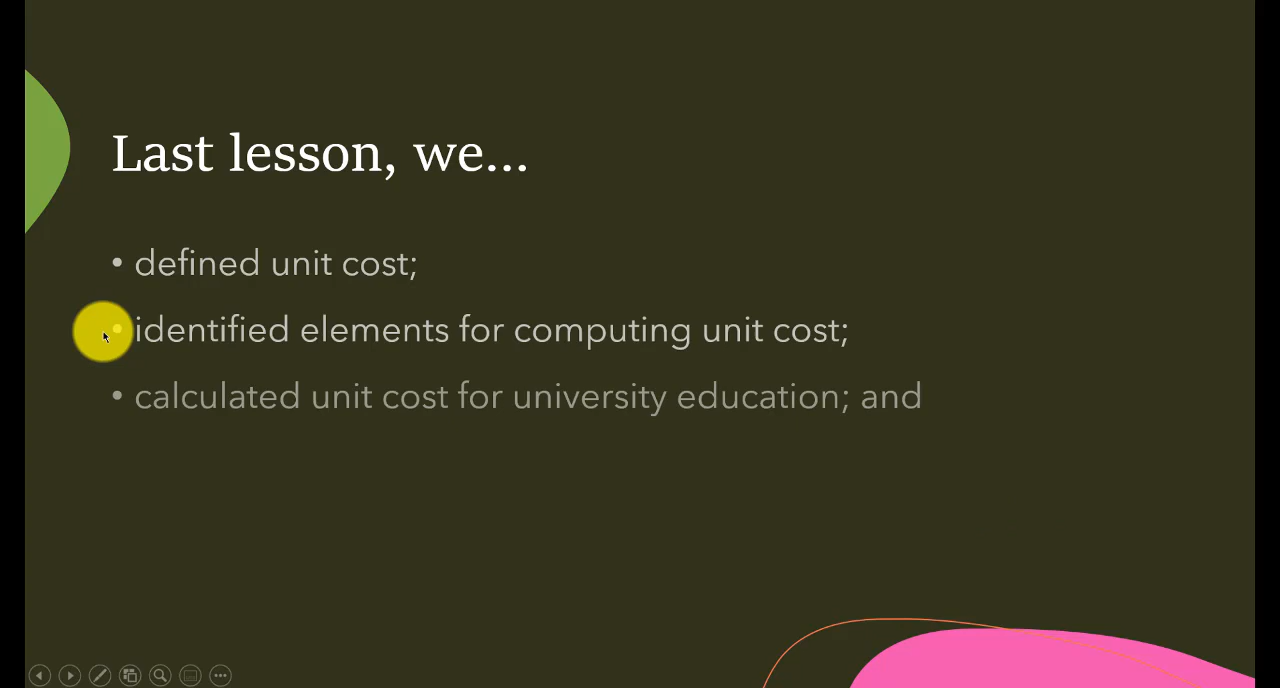 Last lesson, we...
• defined unit cost;
• identified elements for computing unit cost;
• calculated unit cost for university education; and